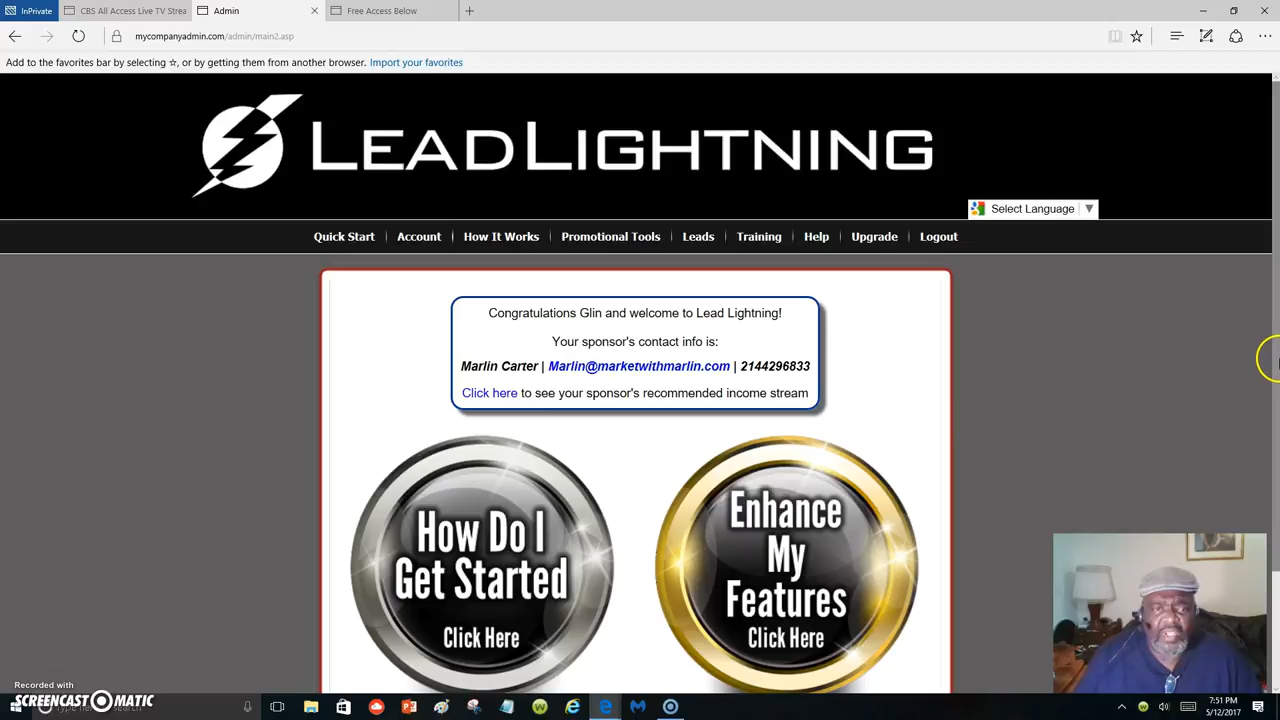 InPrivate
CBS All Access Live TV Strea
Admin
Free Access Below
mycompanyadmin.com/admin/main2.asp
Add to the favorites bar by selecting ☆, or by getting them from another browser. Import your favorites
LEADLIGHTNING
Select Language
Quick Start
Account
How It Works
Promotional Tools
Leads
Training
Help
Upgrade
Logout
Congratulations Glin and welcome to Lead Lightning!
Your sponsor's contact info is:
Marlin Carter | Marlin@marketwithmarlin.com | 2144296833
Click here to see your sponsor's recommended income stream
How Do I
Get Started
Click Here
Enhance
My
Features
Click Here
Recorded with
SCREENCAST-O-MATIC
7:51 PM
5/12/2017